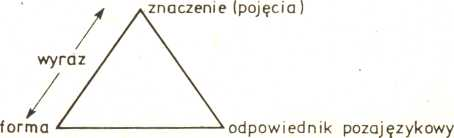 znaczenie (pojęcia)
wyraz
forma
odpowiednik pozajęzykowy